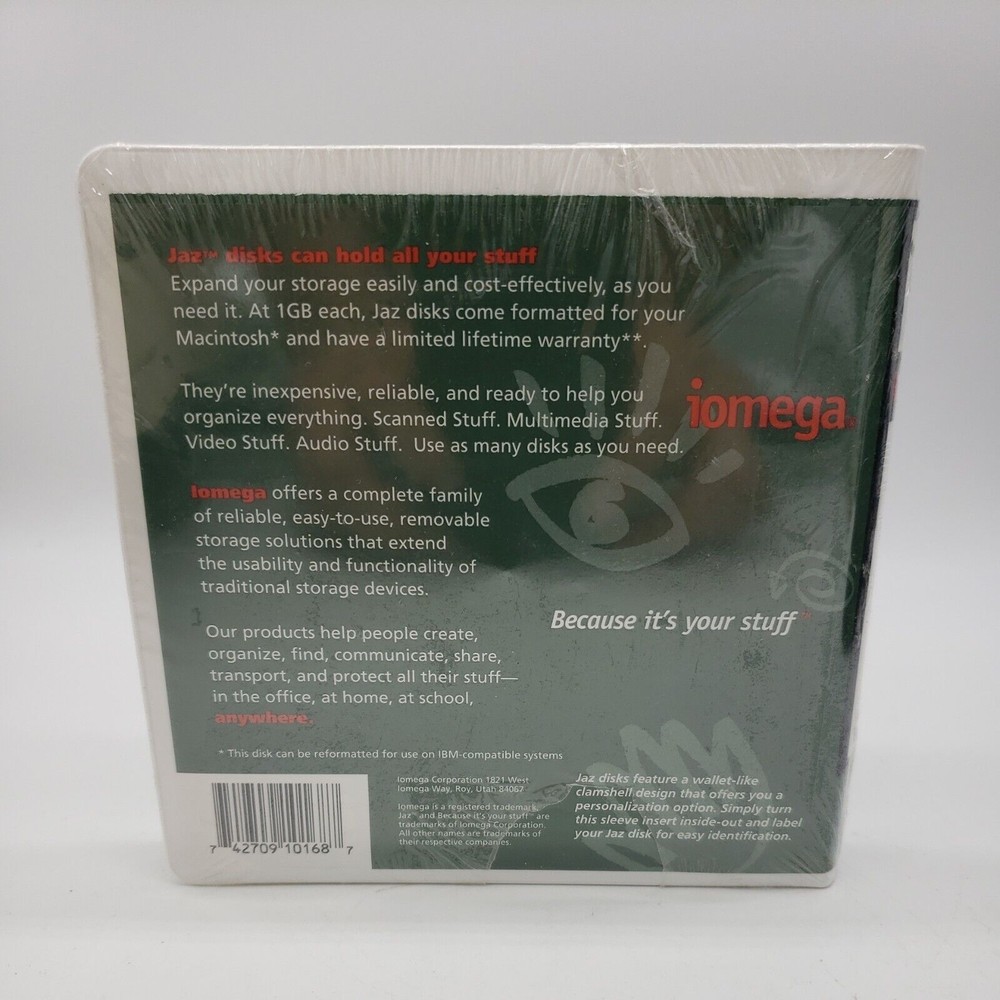 Jaz™ disks can hold all your stuff
Expand your storage easily and cost-effectively, as you
need it. At 1GB each, Jaz disks come formatted for your
Macintosh* and have a limited lifetime warranty**.
They're inexpensive, reliable, and ready to help you
organize everything. Scanned Stuff. Multimedia Stuff.
Video Stuff. Audio Stuff. Use as many disks as you need.
iomega
Iomega offers a complete family
of reliable, easy-to-use, removable
storage solutions that extend
the usability and functionality of
traditional storage devices.
Because it's your stuff™
Our products help people create,
organize, find, communicate, share,
transport, and protect all their stuff—
in the office, at home, at school,
anywhere.
* This disk can be reformatted for use on IBM-compatible systems
7 42709 10168 7
Iomega Corporation 1821 West
Iomega Way, Roy, Utah 84067
Iomega is a registered trademark,
Jaz™ and Because it's your stuff™ are
trademarks of Iomega Corporation.
All other names are trademarks of
their respective companies.
Jaz disks feature a wallet-like
clamshell design that offers you a
personalization option. Simply turn
this sleeve insert inside-out and label
your Jaz disk for easy identification.